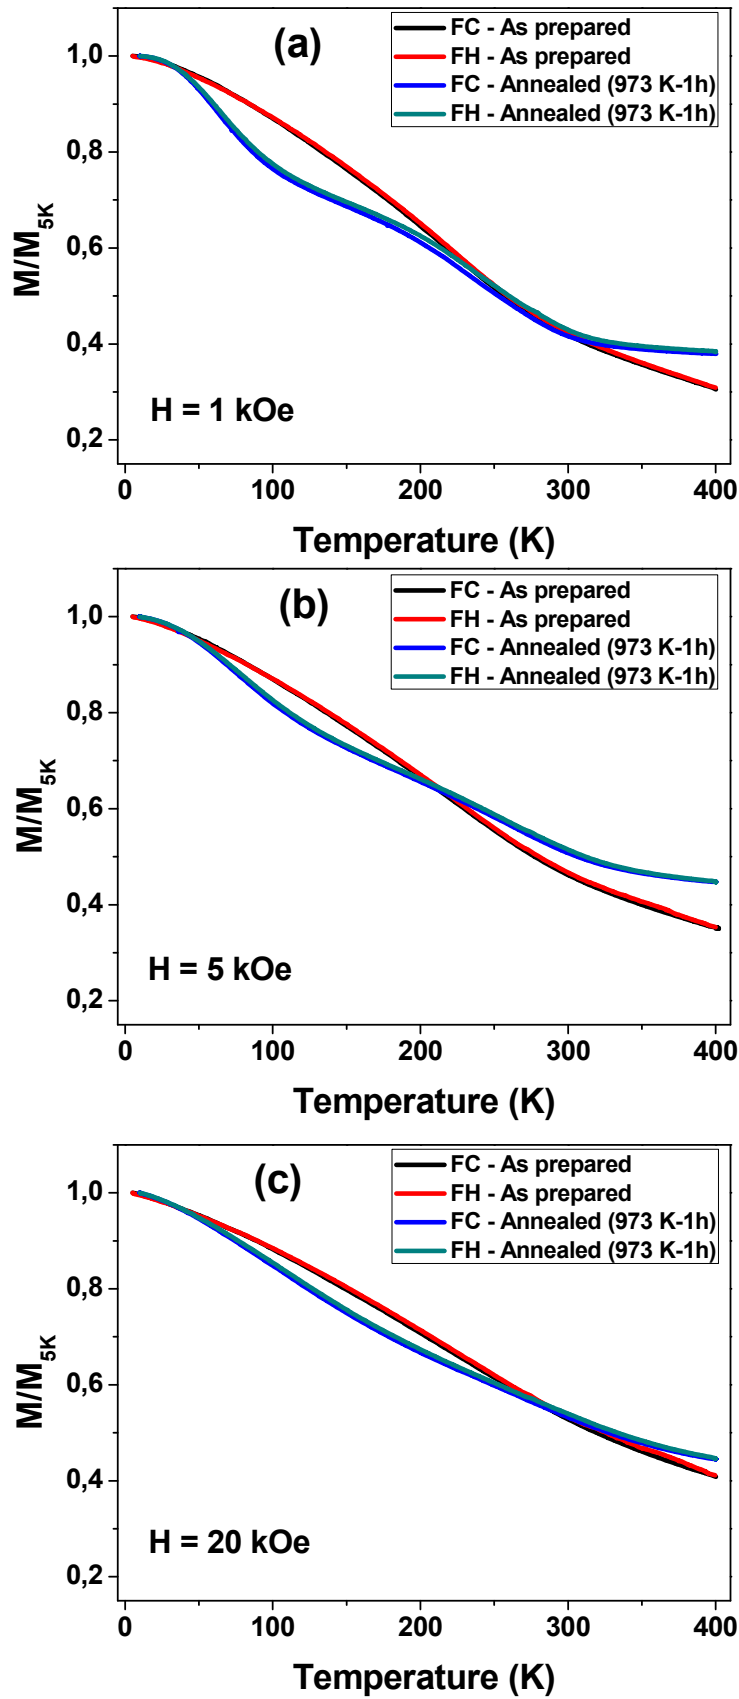 (a)
FC - As prepared
FH - As prepared
FC - Annealed (973 K-1h)
FH - Annealed (973 K-1h)
1,0
0,8
0,6
0,4
0,2
M/M5K
H = 1 kOe
0 100 200 300 400
Temperature (K)
(b)
FC - As prepared
FH - As prepared
FC - Annealed (973 K-1h)
FH - Annealed (973 K-1h)
1,0
0,8
0,6
0,4
0,2
M/M5K
H = 5 kOe
0 100 200 300 400
Temperature (K)
(c)
FC - As prepared
FH - As prepared
FC - Annealed (973 K-1h)
FH - Annealed (973 K-1h)
1,0
0,8
0,6
0,4
0,2
M/M5K
H = 20 kOe
0 100 200 300 400
Temperature (K)